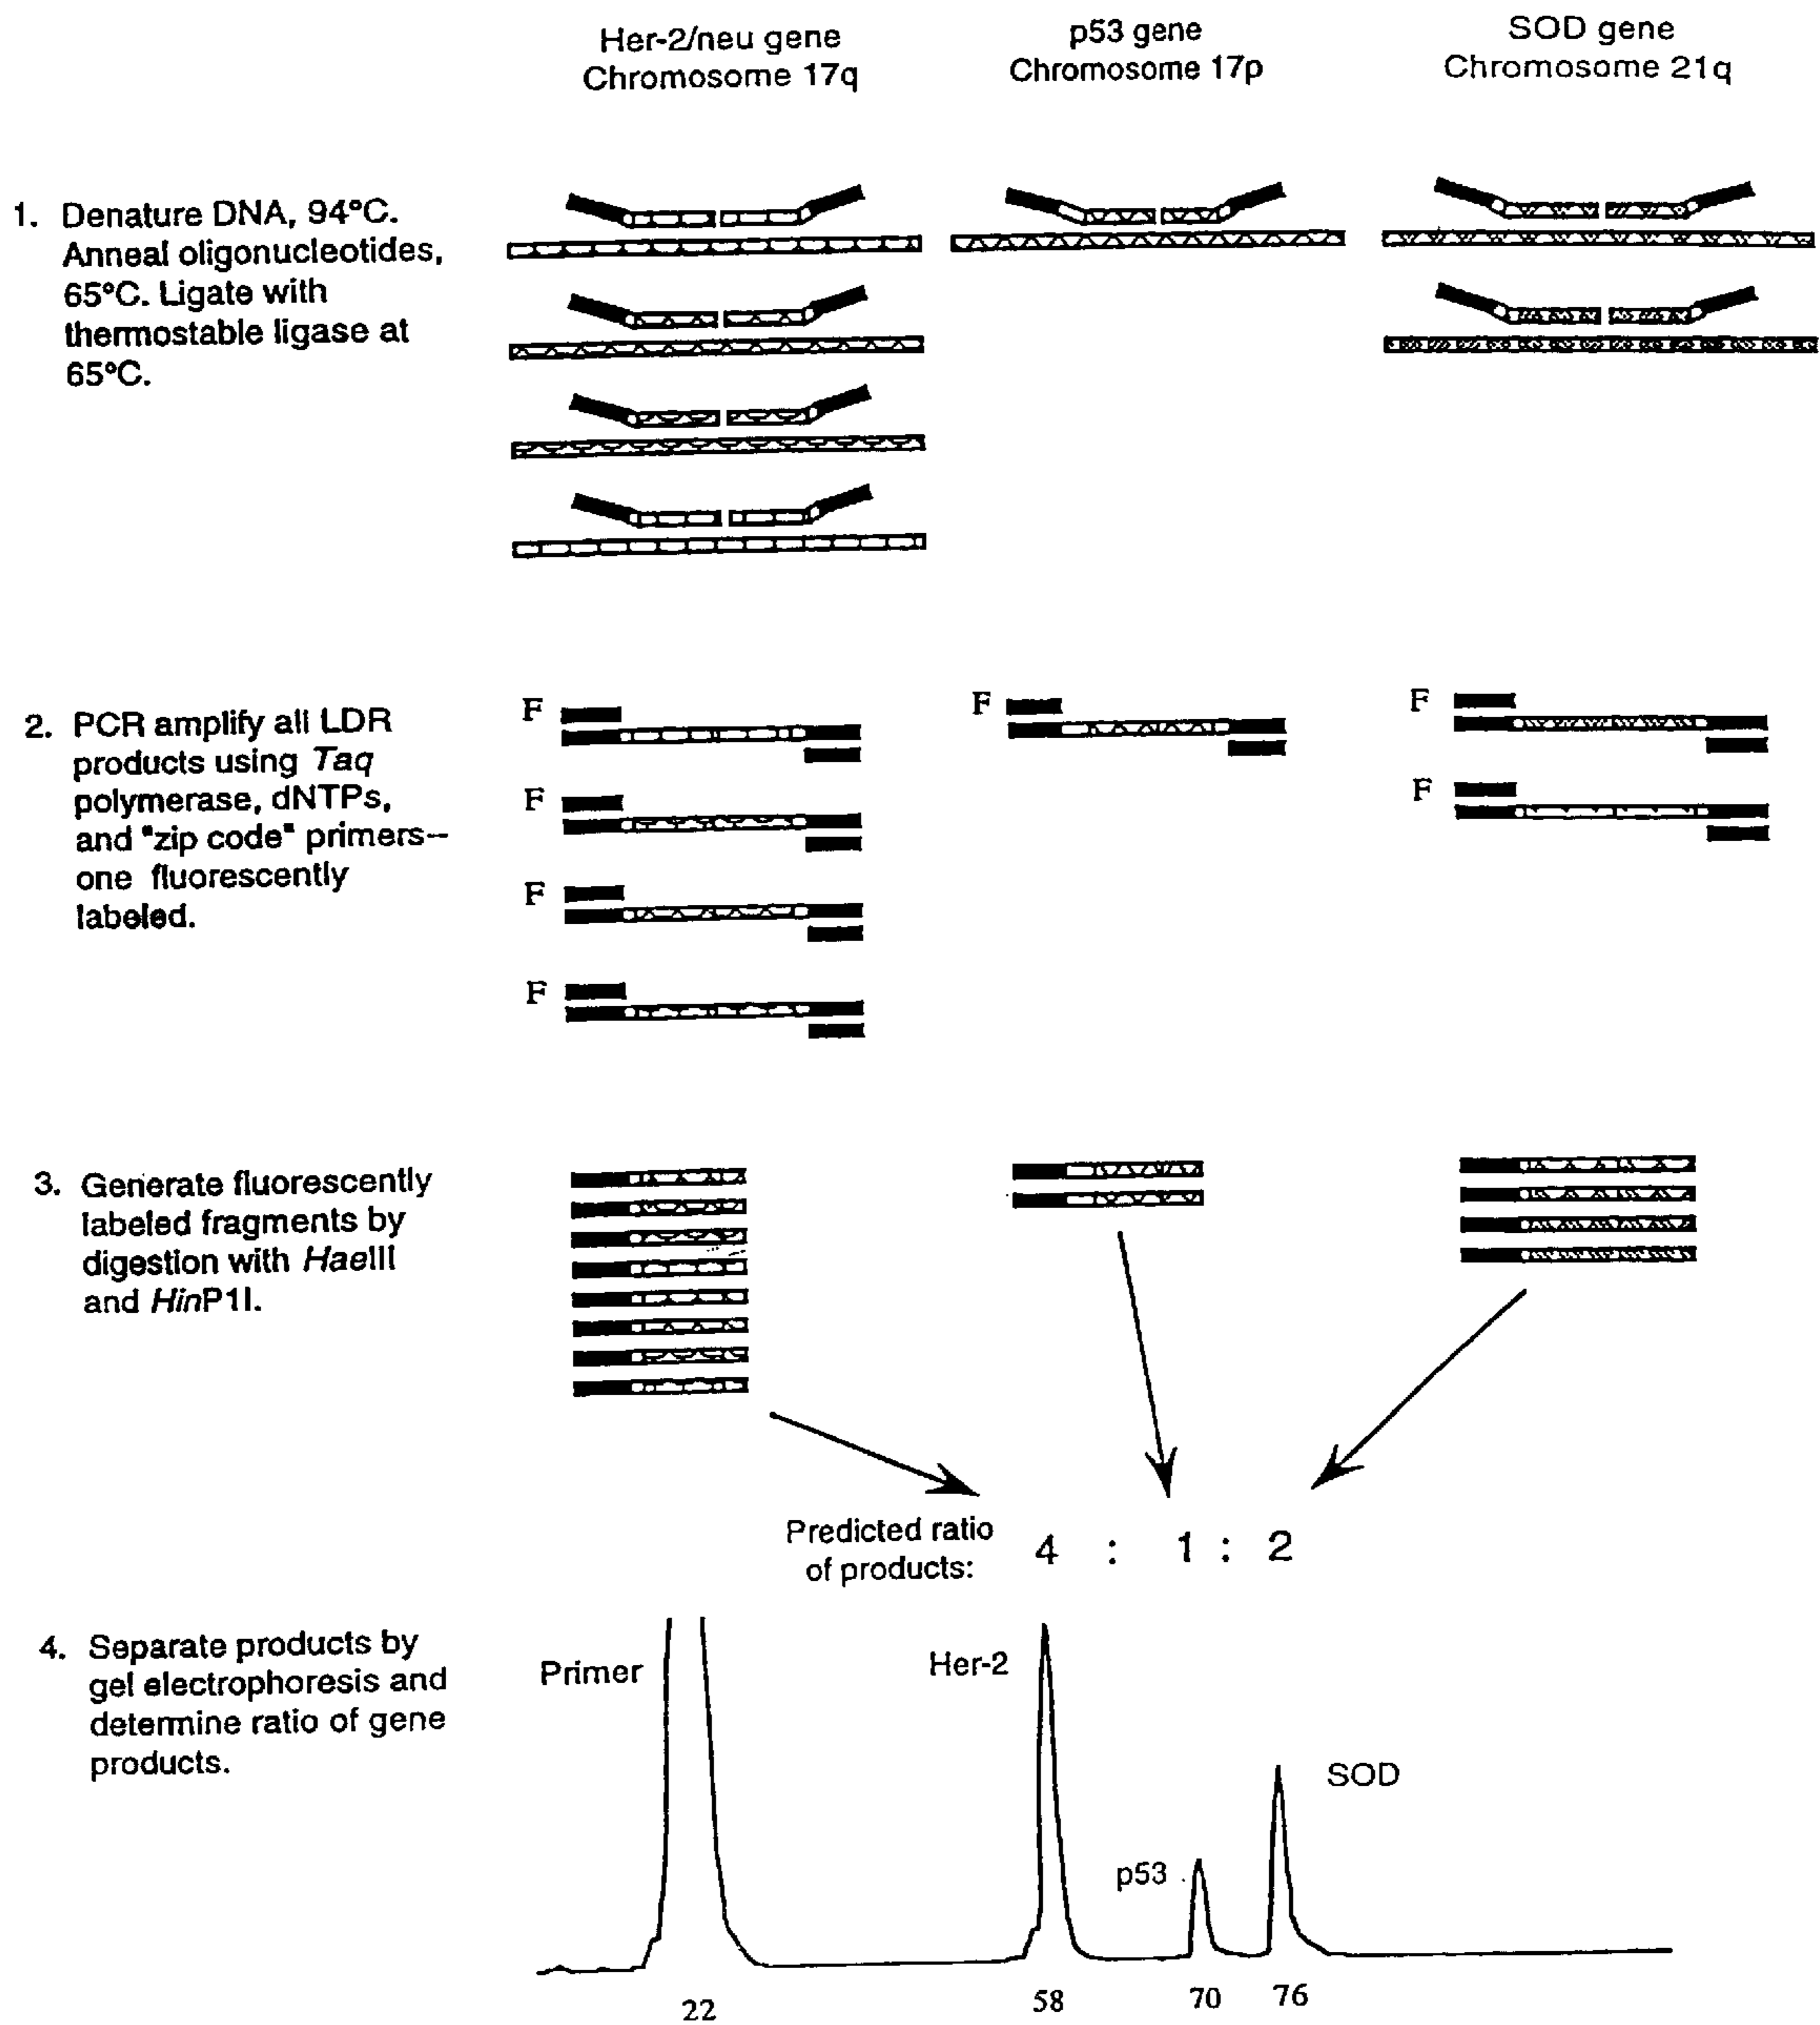 Her-2/neu gene
Chromosome 17q
p53 gene
Chromosome 17p
SOD gene
Chromosome 21q
1. Denature DNA, 94°C.
Anneal oligonucleotides,
65°C. Ligate with
thermostable ligase at
65°C.
2. PCR amplify all LDR
products using Taq
polymerase, dNTPs,
and "zip code" primers--
one fluorescently
labeled.
F
F
F
F
F
F
F
3. Generate fluorescently
labeled fragments by
digestion with HaeIII
and HinP1I.
Predicted ratio
of products:
4 : 1 : 2
4. Separate products by
gel electrophoresis and
determine ratio of gene
products.
Primer
Her-2
p53
SOD
22
58
70
76